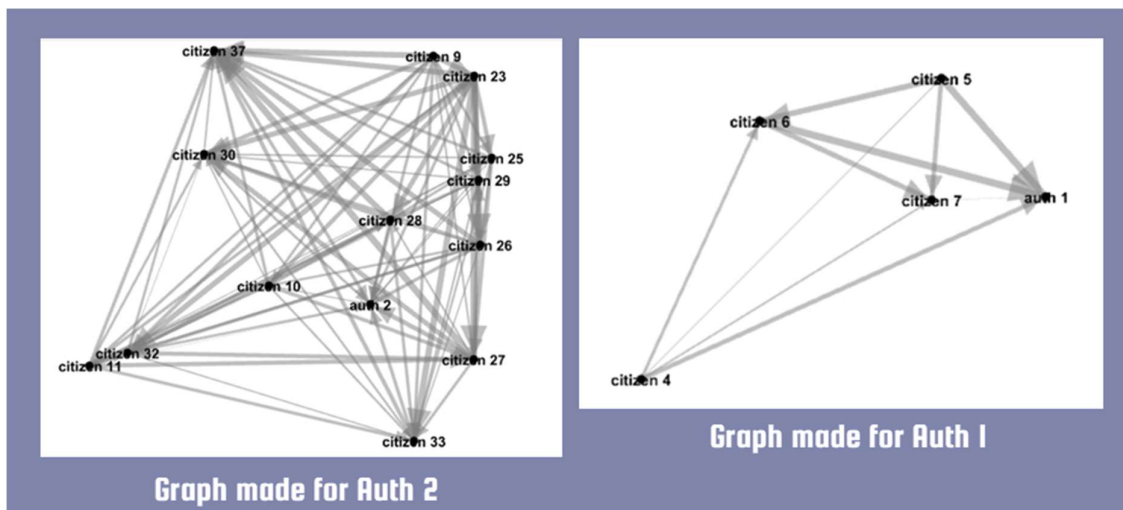 citizen 37
citizen 9
citizen 23
citizen 30
citizen 25
citizen 29
citizen 28
citizen 26
citizen 10
auth 2
citizen 32
citizen 11
citizen 27
citizen 33
Graph made for Auth 2
citizen 5
citizen 6
citizen 7
auth 1
citizen 4
Graph made for Auth 1